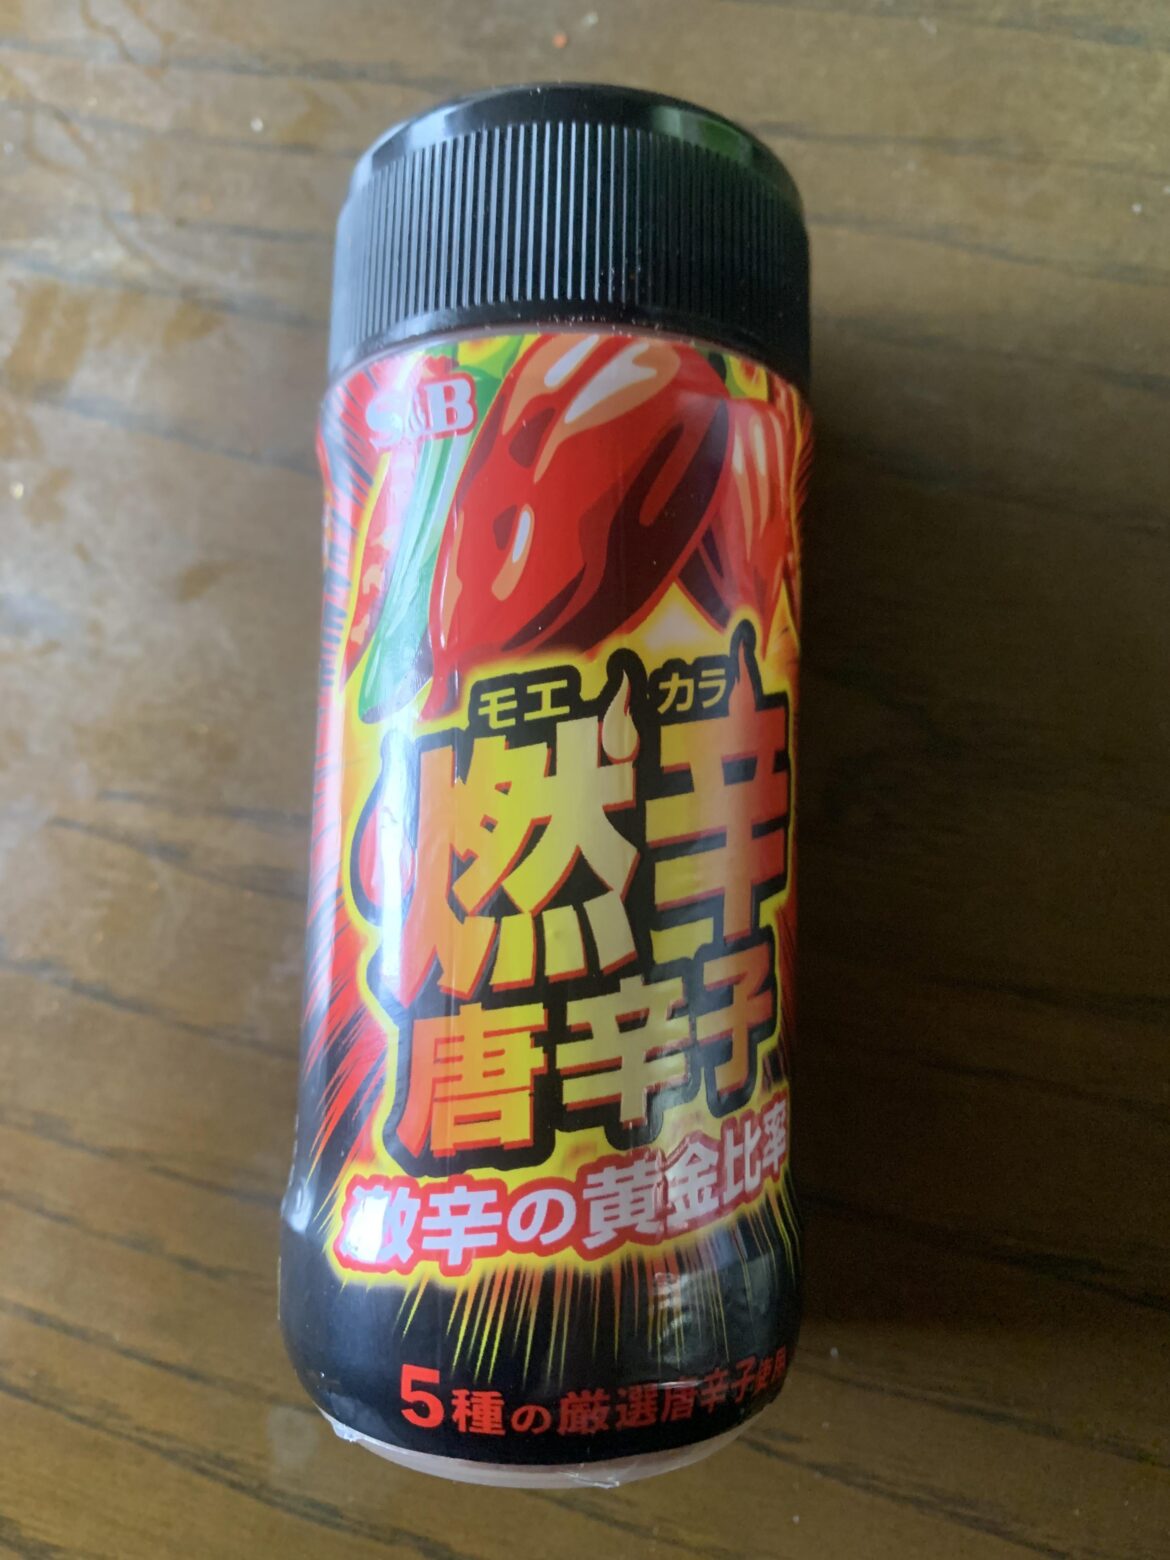 S&B
モエ カラ
燃辛
唐辛子
激辛の黄金比率
5種の厳選唐辛子使用